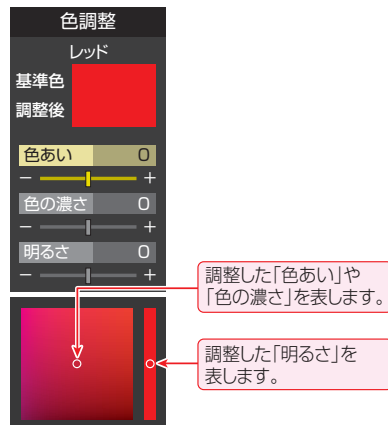 色調整
レッド
基準色
調整後
色あい 0
− +
色の濃さ 0
− +
明るさ 0
− +
調整した「色あい」や
「色の濃さ」を表します。
調整した「明るさ」を
表します。